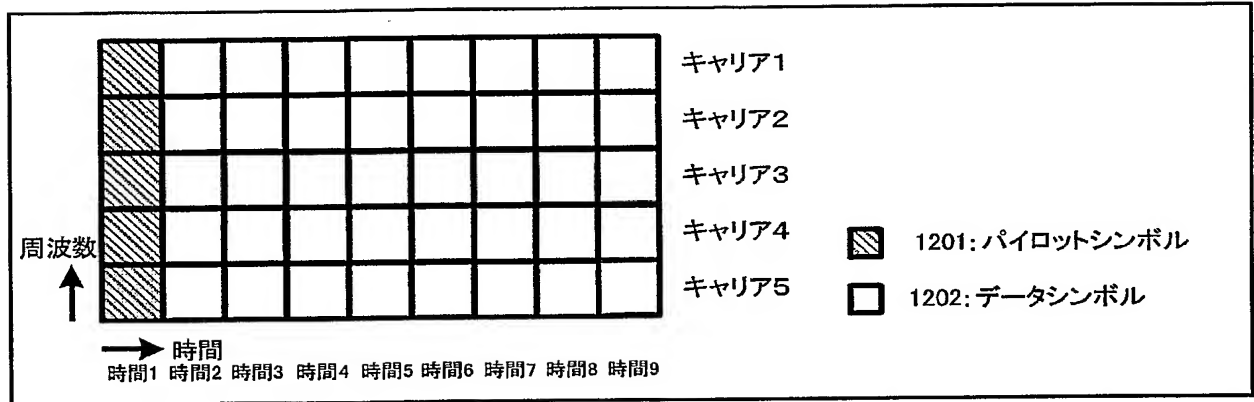 キャリア1
キャリア2
キャリア3
キャリア4
キャリア5
周波数
1201:パイロットシンボル
1202:データシンボル
時間
時間1 時間2 時間3 時間4 時間5 時間6 時間7 時間8 時間9